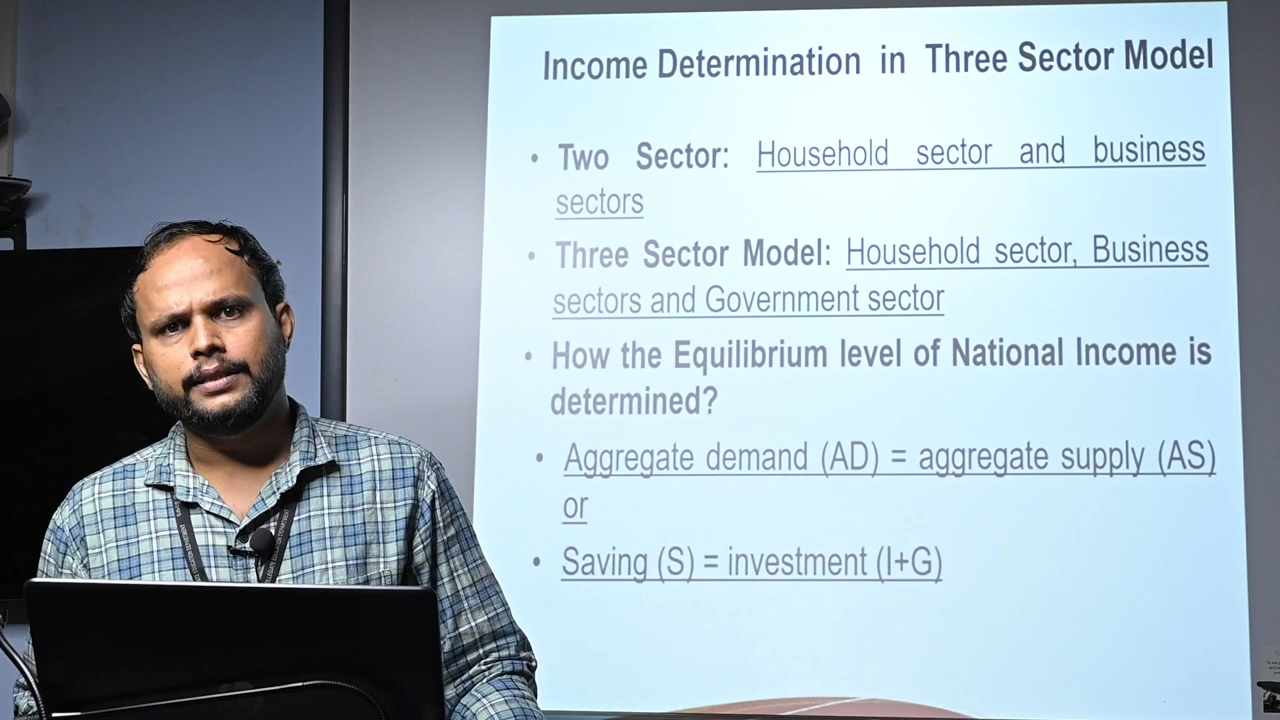 Income Determination in Three Sector Model
• Two Sector: Household sector and business
sectors
• Three Sector Model: Household sector, Business
sectors and Government sector
• How the Equilibrium level of National Income is
determined?
• Aggregate demand (AD) = aggregate supply (AS)
or
• Saving (S) = investment (I+G)